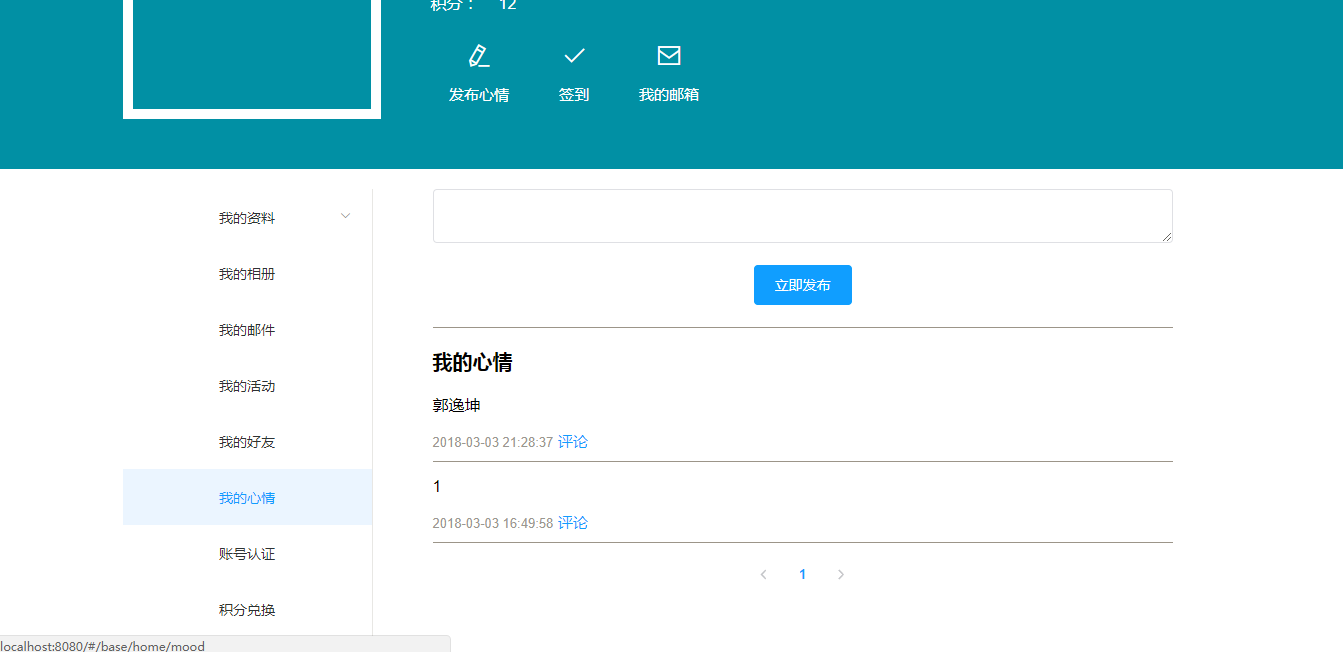 积分： 12
发布心情 签到 我的邮箱
我的资料
我的相册
我的邮件
我的活动
我的好友
我的心情
账号认证
积分兑换
立即发布
我的心情
郭逸坤
2018-03-03 21:28:37 评论
1
2018-03-03 16:49:58 评论
1
localhost:8080/#/base/home/mood